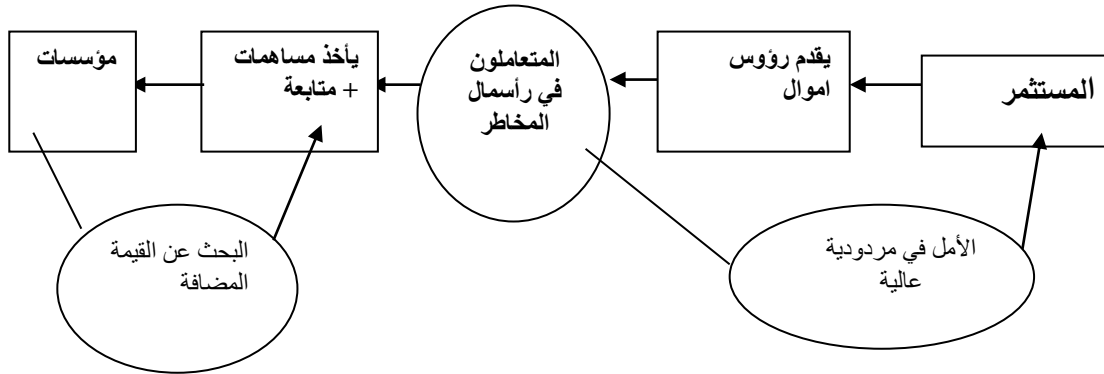 المستثمر
يقدم رؤوس
اموال
المتعاملون
في رأسمال
المخاطر
يأخذ مساهمات
+ متابعة
مؤسسات
الأمل في مردودية
عالية
البحث عن القيمة
المضافة